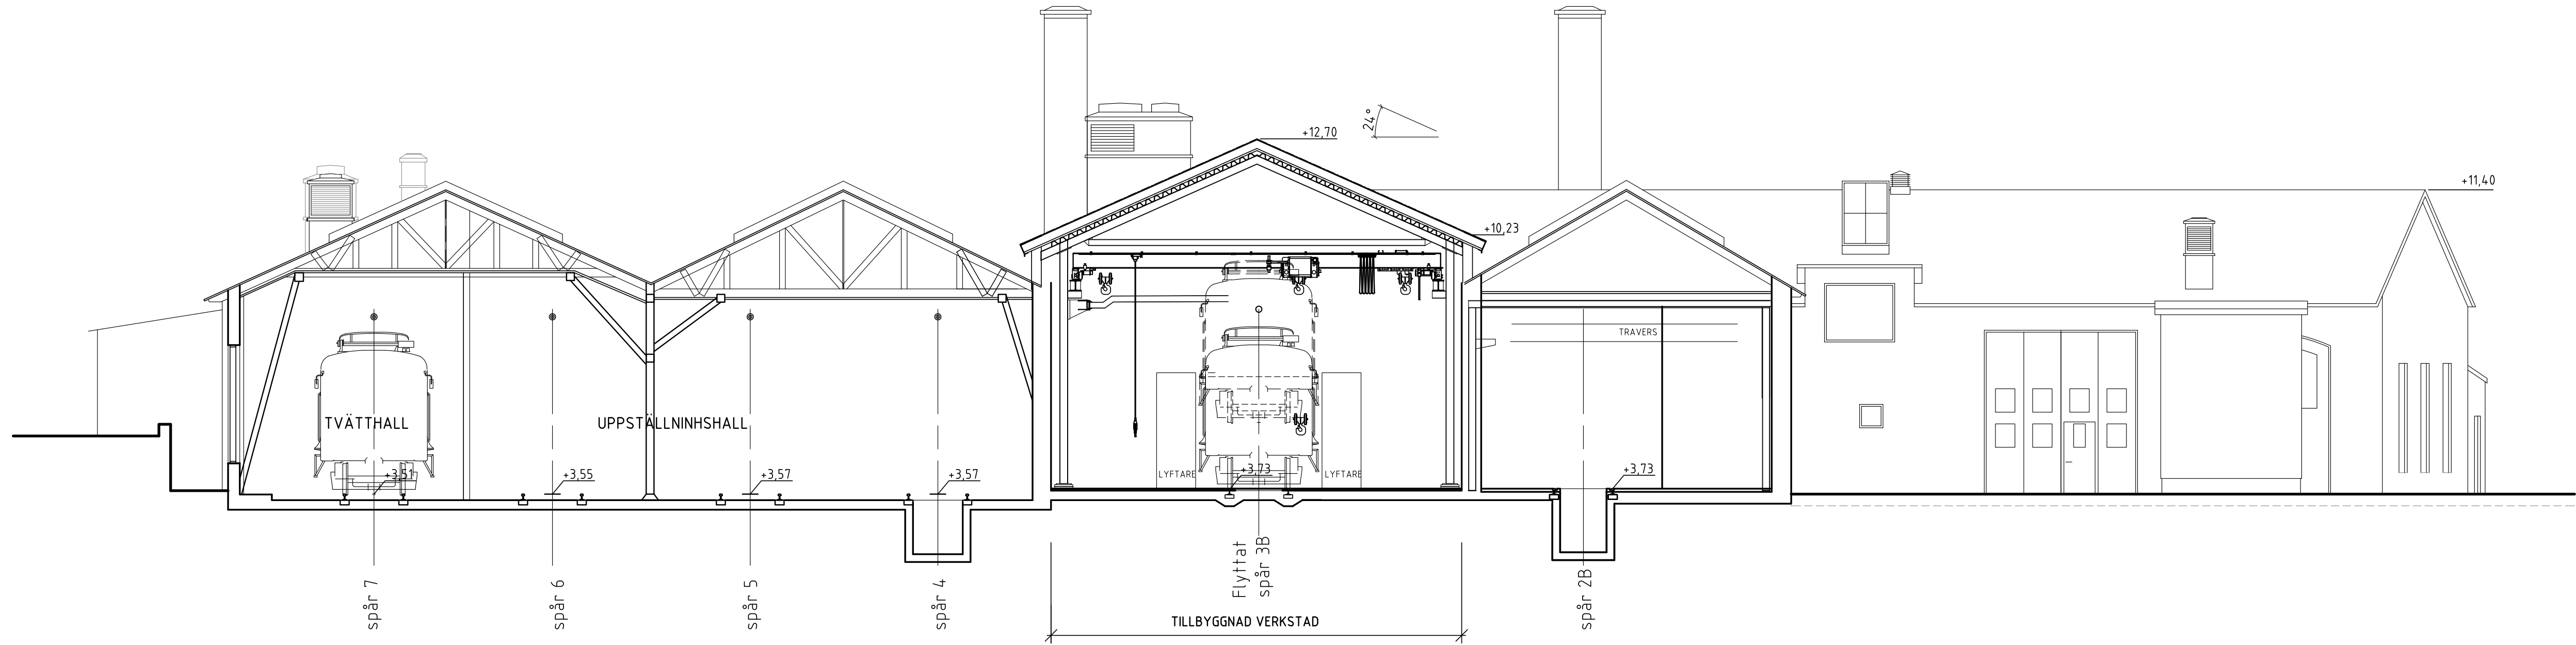 +12,70
24°
+11,40
+10,23
TRAVERS
TVÄTTHALL
UPPSTÄLLNINHSHALL
LYFTARE
LYFTARE
+3,51
+3,55
+3,57
+3,57
+3,73
+3,73
spår 7
spår 6
spår 5
spår 4
Flyttat
spår 3B
spår 2B
TILLBYGGNAD VERKSTAD